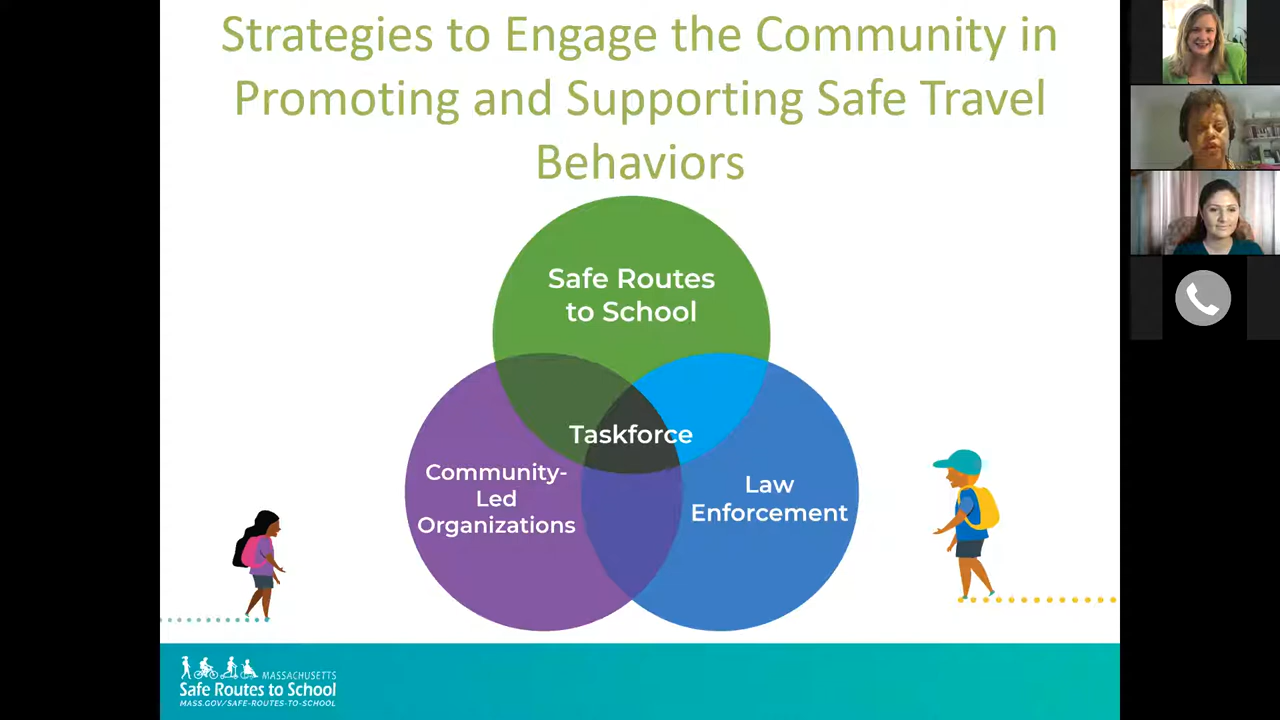 Strategies to Engage the Community in
Promoting and Supporting Safe Travel
Behaviors
Safe Routes
to School
Taskforce
Community-
Led
Organizations
Law
Enforcement
MASSACHUSETTS
Safe Routes to School
MASS.GOV/SAFE-ROUTES-TO-SCHOOL